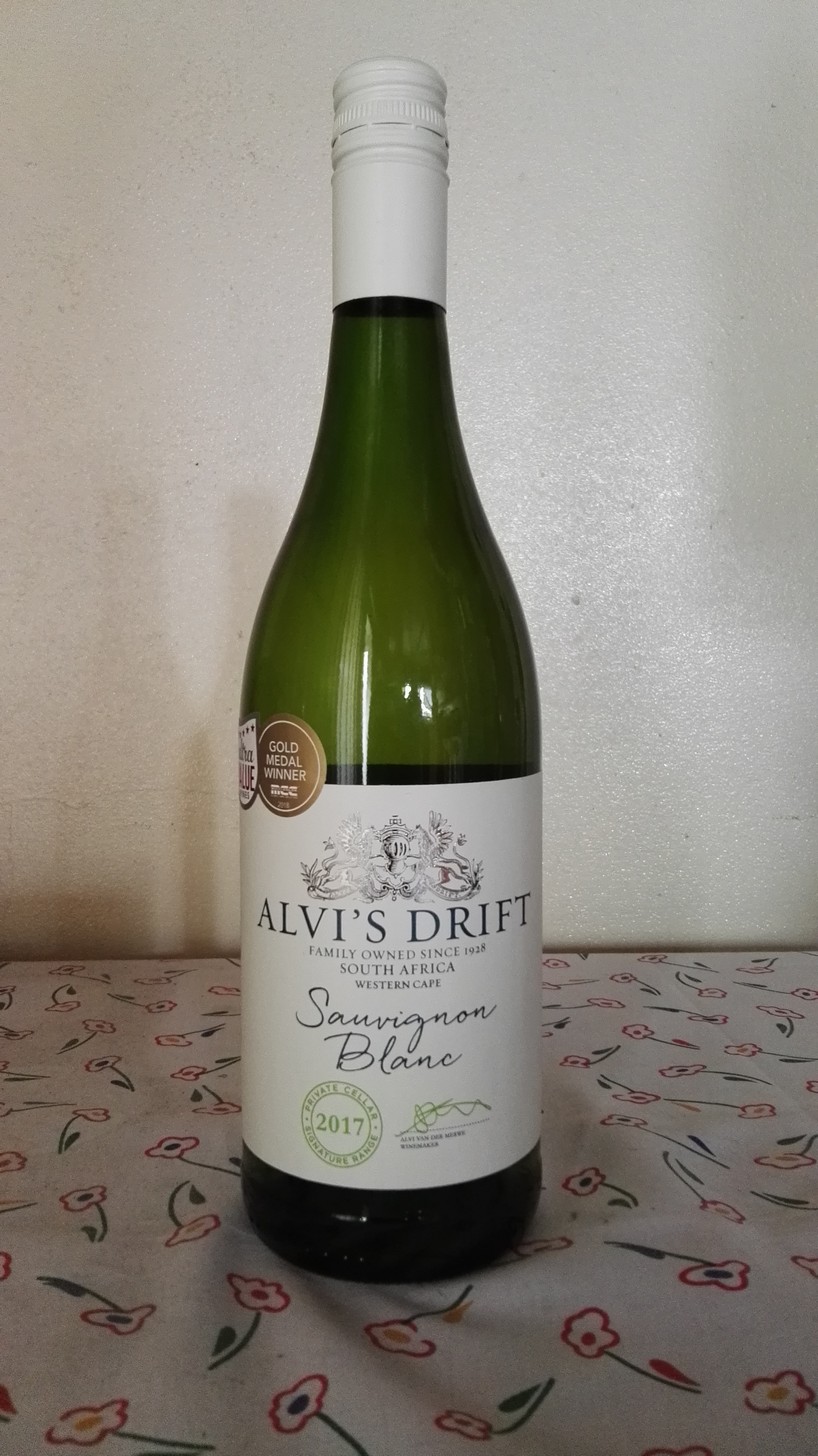 GOLD
MEDAL
WINNER
2018
ALVI'S DRIFT
FAMILY OWNED SINCE 1928
SOUTH AFRICA
WESTERN CAPE
Sauvignon
Blanc
PRIVATE CELLAR
2017
SIGNATURE RANGE
ALVI VAN DER MERWE
WINEMAKER